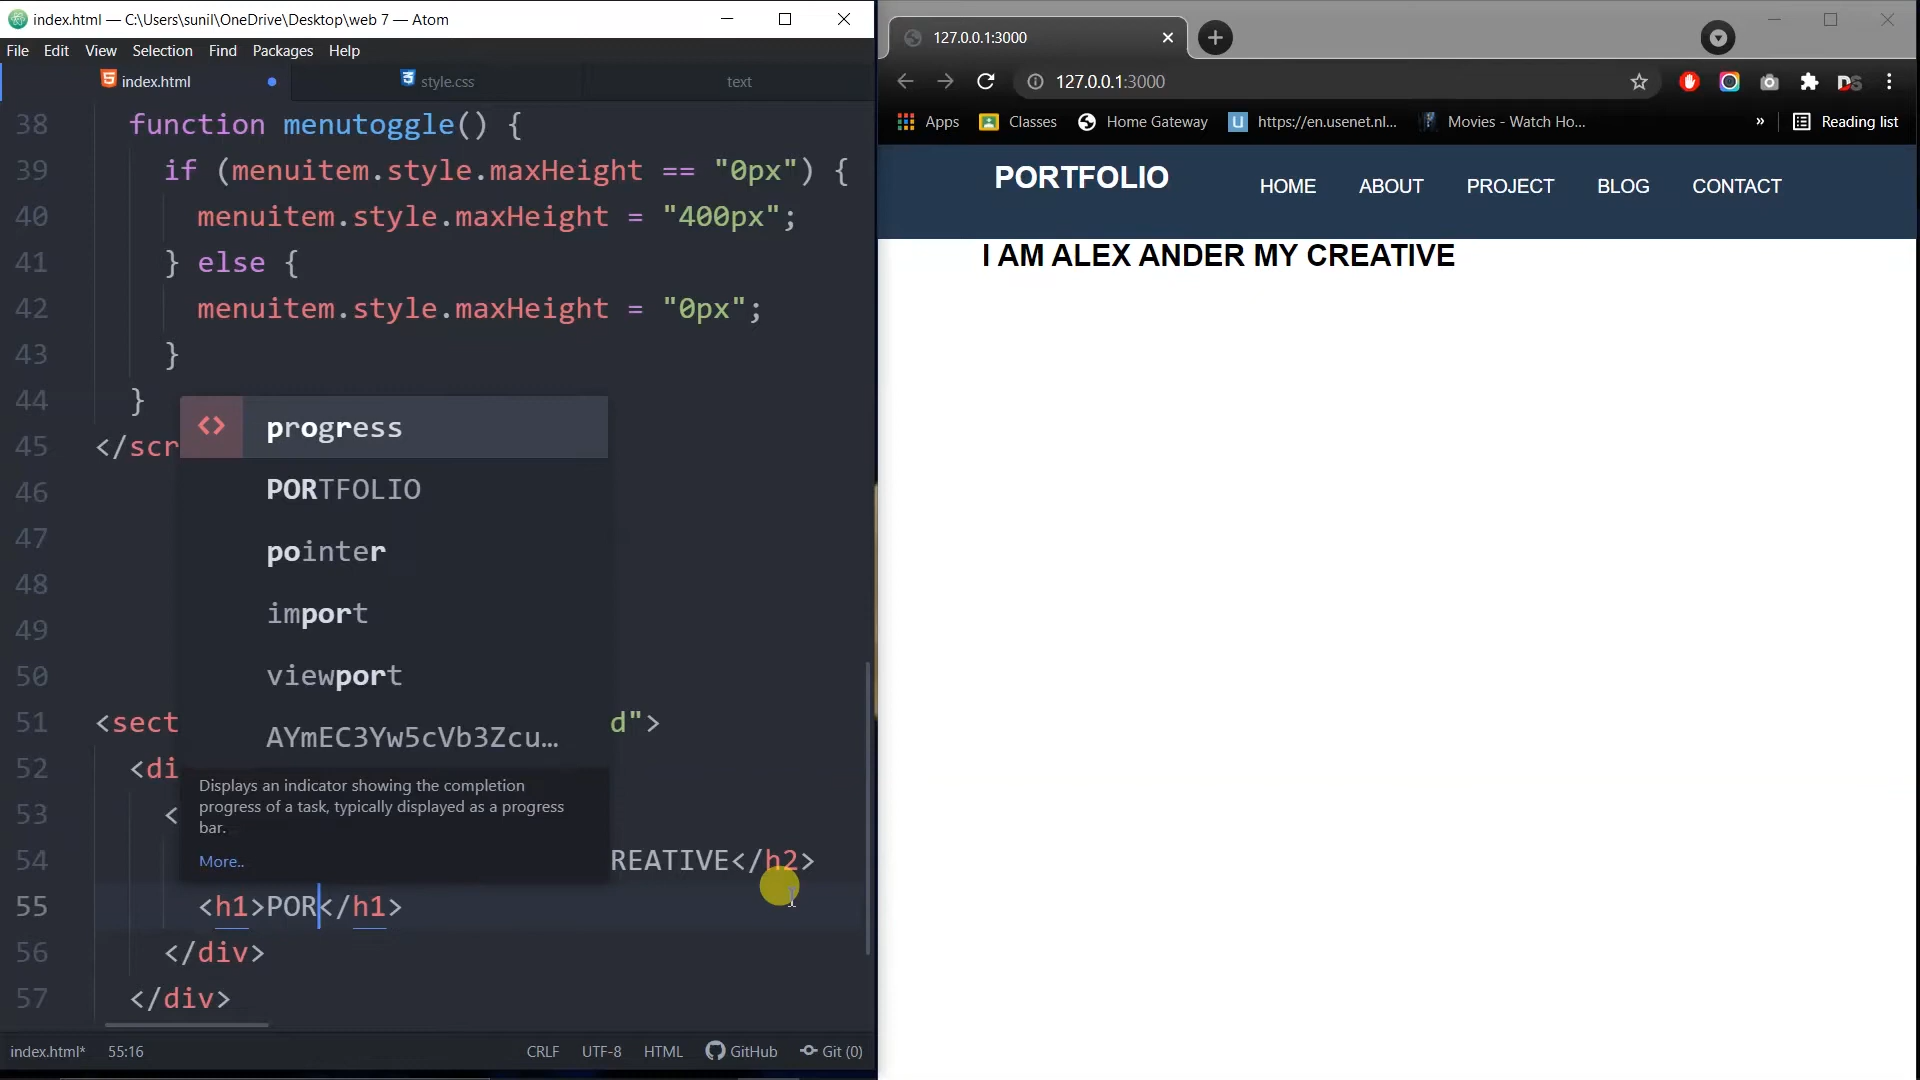 index.html — C:\Users\sunil\OneDrive\Desktop\web 7 — Atom
File Edit View Selection Find Packages Help
index.html style.css text
38 function menutoggle() {
39 if (menuitem.style.maxHeight == "0px") {
40 menuitem.style.maxHeight = "400px";
41 } else {
42 menuitem.style.maxHeight = "0px";
43 }
44 }
45 </scr
46
47
48
49
50
51 <sect d">
52 <di
53 <
54 REATIVE</h2>
55 <h1>POR</h1>
56 </div>
57 </div>
<> progress
PORTFOLIO
pointer
import
viewport
AYmEC3Yw5cVb3Zcu…
Displays an indicator showing the completion
progress of a task, typically displayed as a progress
bar.
More..
index.html* 55:16 CRLF UTF-8 HTML GitHub Git (0)
127.0.0.1:3000
127.0.0.1:3000
Apps Classes Home Gateway U https://en.usenet.nl... Movies - Watch Ho... » Reading list
PORTFOLIO HOME ABOUT PROJECT BLOG CONTACT
I AM ALEX ANDER MY CREATIVE